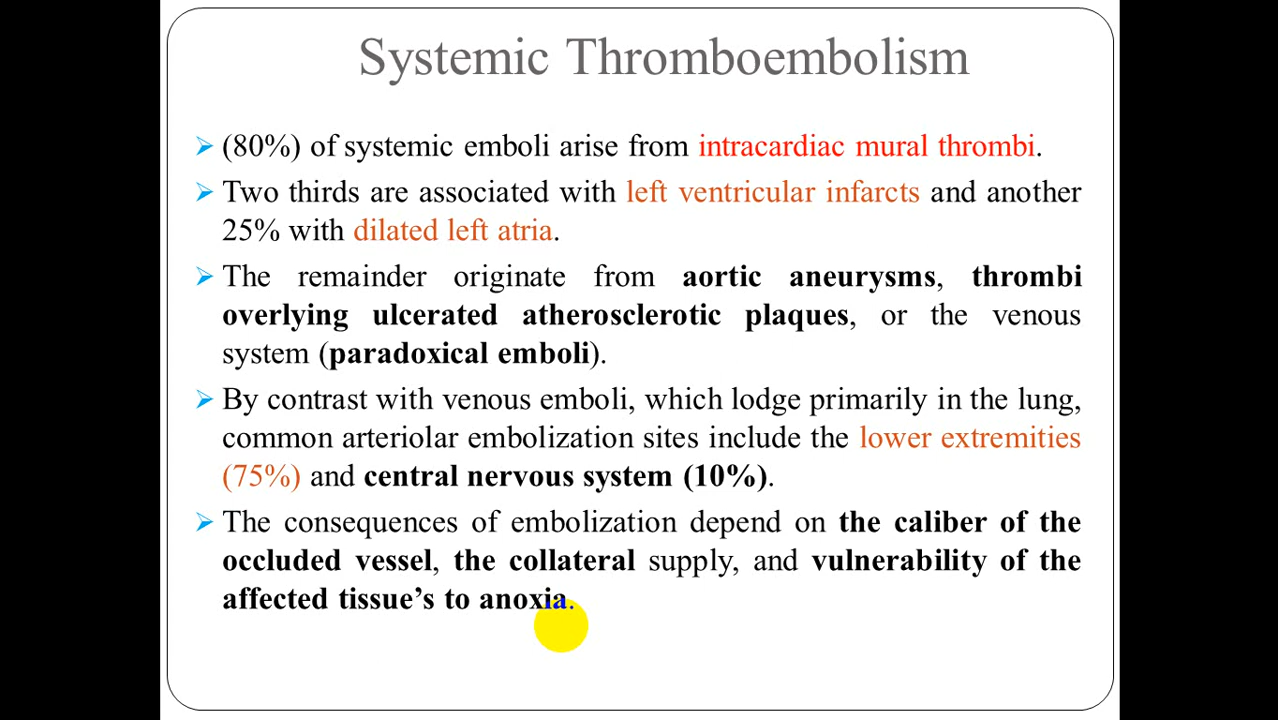 Systemic Thromboembolism
➢ (80%) of systemic emboli arise from intracardiac mural thrombi.
➢ Two thirds are associated with left ventricular infarcts and another
25% with dilated left atria.
➢ The remainder originate from aortic aneurysms, thrombi
overlying ulcerated atherosclerotic plaques, or the venous
system (paradoxical emboli).
➢ By contrast with venous emboli, which lodge primarily in the lung,
common arteriolar embolization sites include the lower extremities
(75%) and central nervous system (10%).
➢ The consequences of embolization depend on the caliber of the
occluded vessel, the collateral supply, and vulnerability of the
affected tissue’s to anoxia.